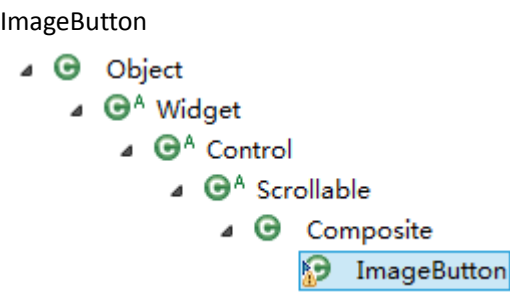 ImageButton
Object
A Widget
A Control
A Scrollable
Composite
ImageButton